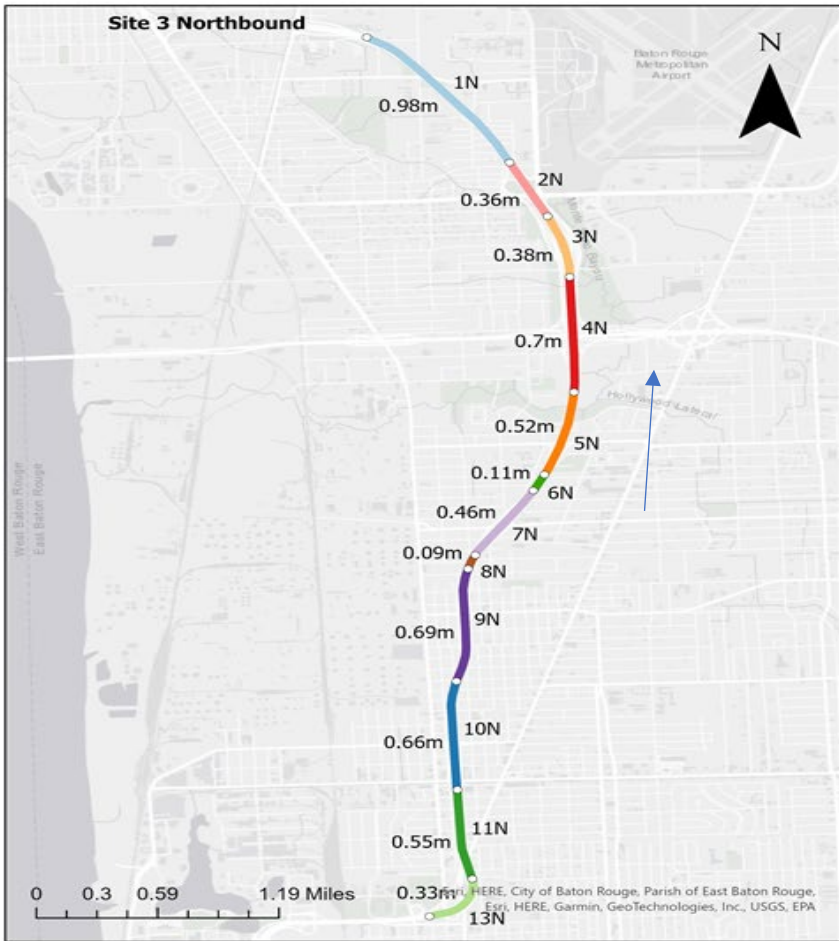 Site 3 Northbound
Baton Rouge
Metropolitan
Airport
N
1N
0.98m
2N
0.36m
3N
0.38m
4N
0.7m
Hollywood Lateral
0.52m
5N
0.11m
6N
0.46m
7N
West Baton Rouge
East Baton Rouge
0.09m
8N
9N
0.69m
10N
0.66m
11N
0.55m
0 0.3 0.59 1.19 Miles
0.33m
13N
Esri, HERE, City of Baton Rouge, Parish of East Baton Rouge,
Esri, HERE, Garmin, GeoTechnologies, Inc., USGS, EPA